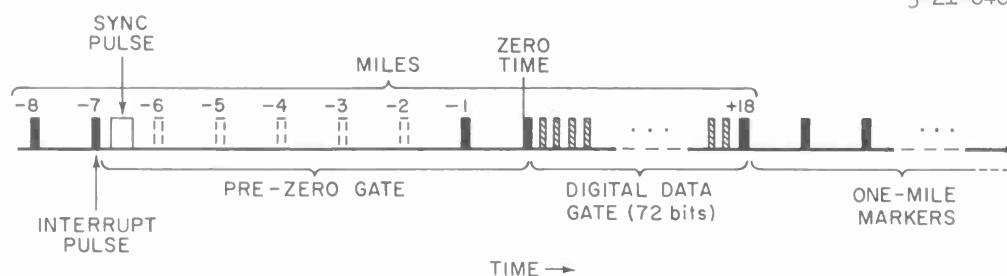 SYNC
PULSE
ZERO
TIME
MILES
-8
-7
-6
-5
-4
-3
-2
-1
+18
PRE-ZERO GATE
DIGITAL DATA
GATE (72 bits)
ONE-MILE
MARKERS
INTERRUPT
PULSE
TIME